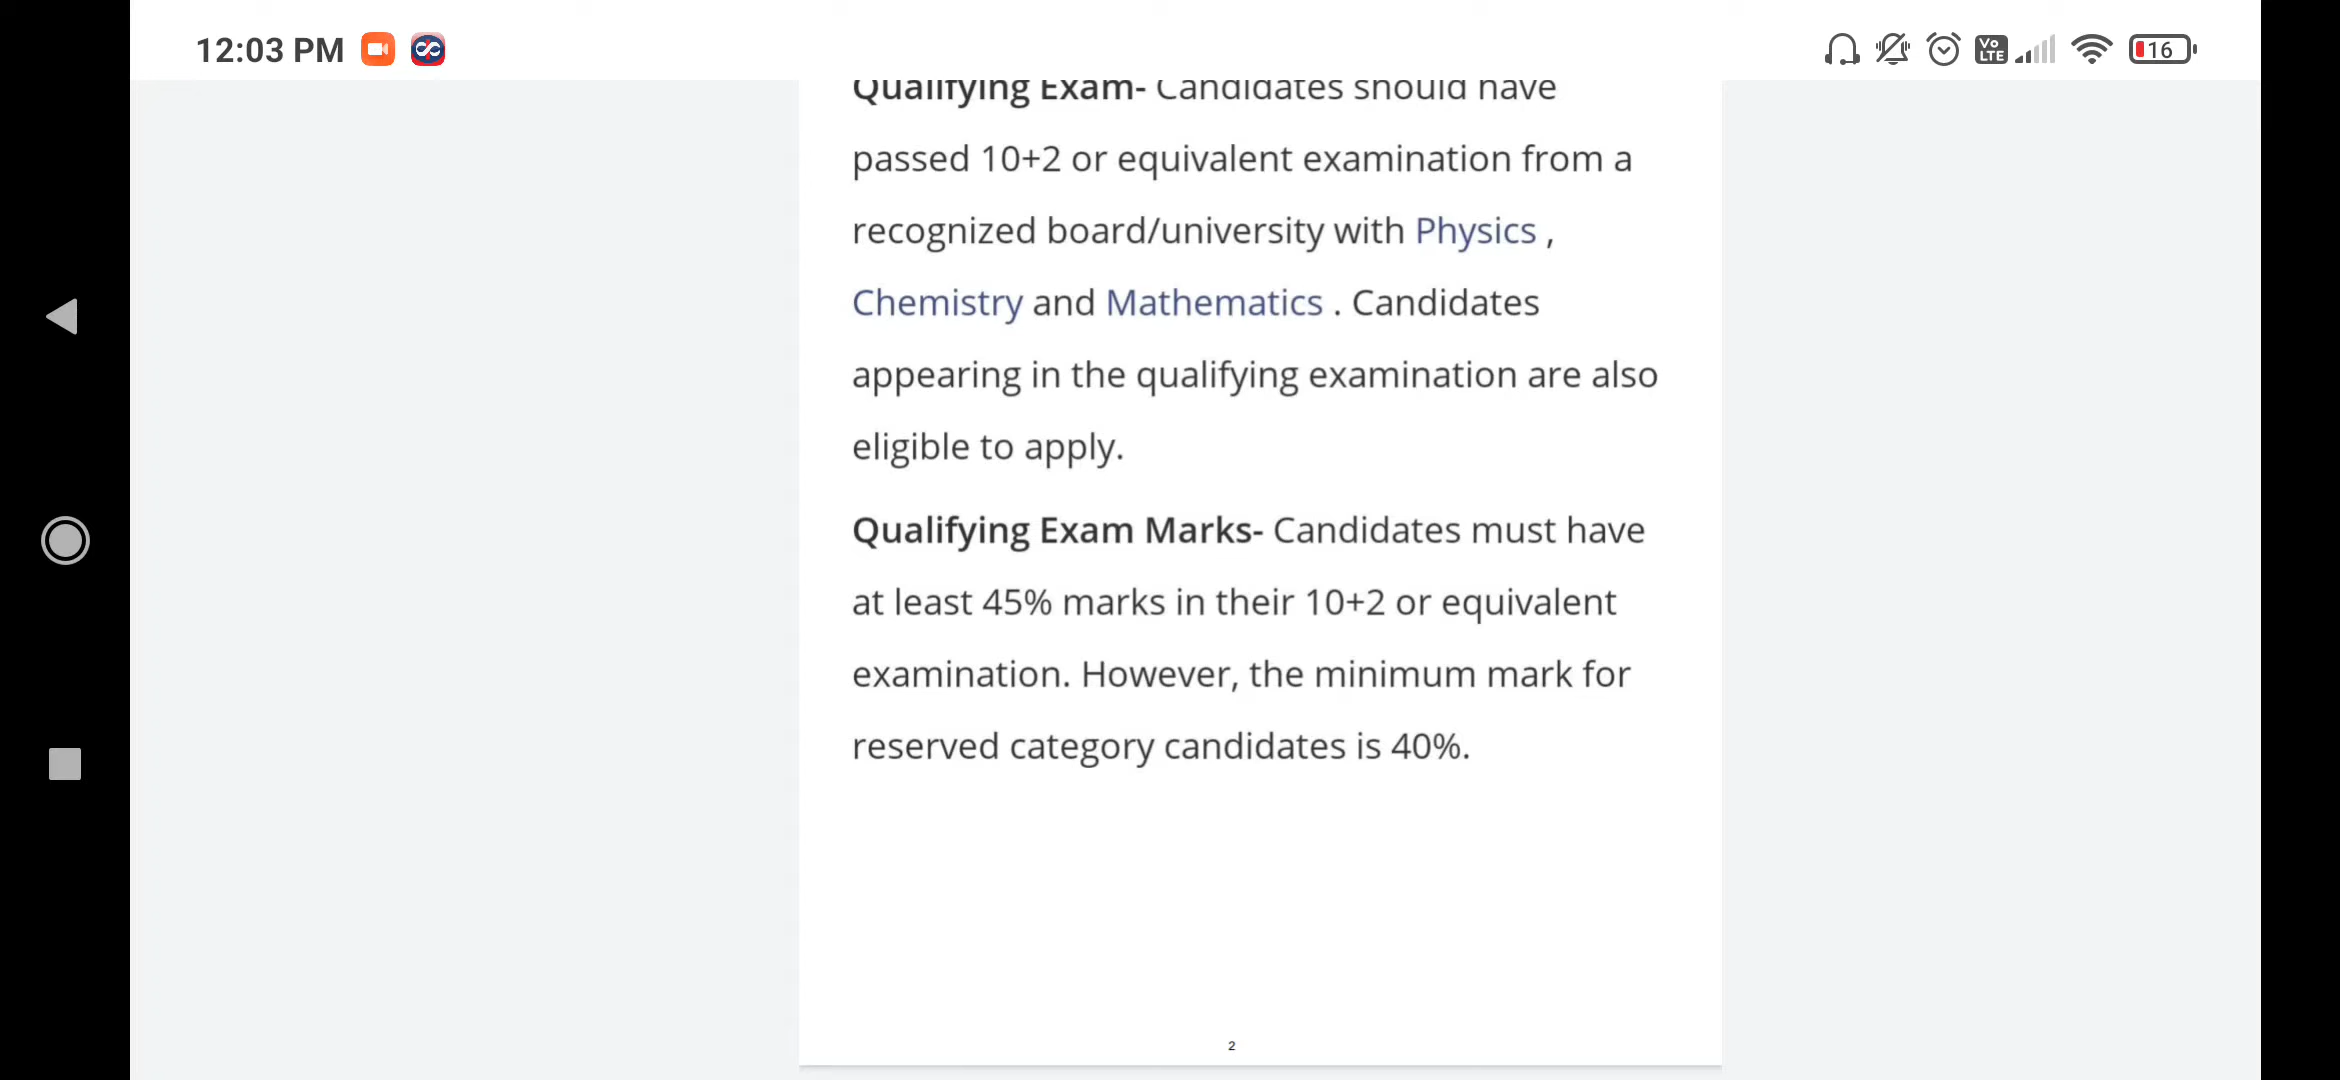 12:03 PM
Vo LTE
16
Qualifying Exam- Candidates should have
passed 10+2 or equivalent examination from a
recognized board/university with Physics ,
Chemistry and Mathematics . Candidates
appearing in the qualifying examination are also
eligible to apply.
Qualifying Exam Marks- Candidates must have
at least 45% marks in their 10+2 or equivalent
examination. However, the minimum mark for
reserved category candidates is 40%.
2